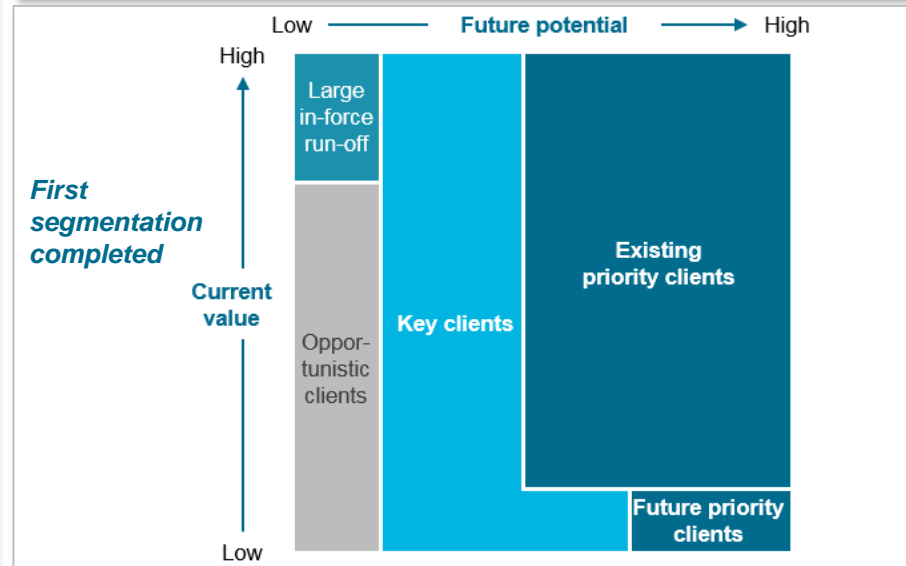 Low Future potential High
High
Large
in-force
run-off
First
segmentation
completed
Existing
priority clients
Current
value
Key clients
Oppor-
tunistic
clients
Future priority
clients
Low